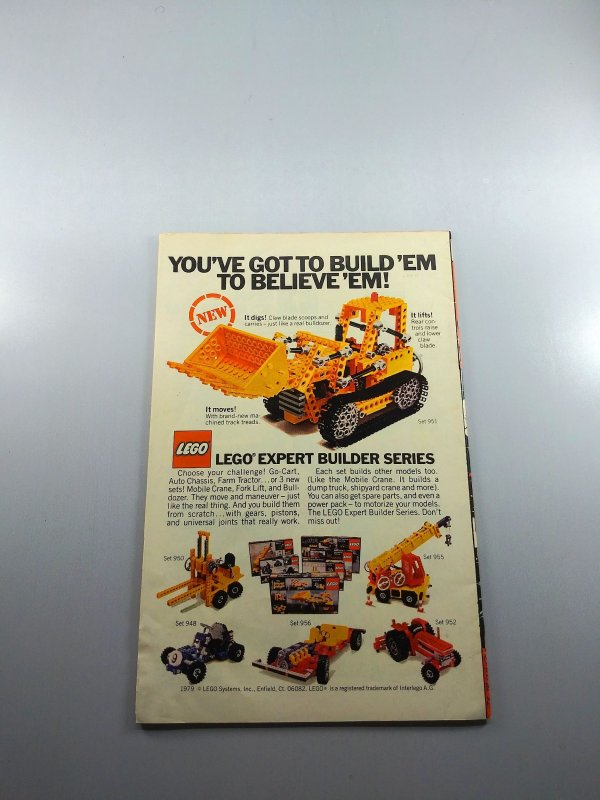 YOU'VE GOT TO BUILD 'EM
TO BELIEVE 'EM!
NEW
It digs! Claw blade scoops and
carries – just like a real bulldozer.
It lifts!
Rear con-
trols raise
and lower
claw
blade.
It moves!
With brand-new ma-
chined track treads.
Set 951
LEGO
LEGO® EXPERT BUILDER SERIES
Choose your challenge! Go-Cart,
Auto Chassis, Farm Tractor...or 3 new
sets! Mobile Crane, Fork Lift, and Bull-
dozer. They move and maneuver – just
like the real thing. And you build them
from scratch...with gears, pistons,
and universal joints that really work.
Each set builds other models too.
(Like the Mobile Crane. It builds a
dump truck, shipyard crane and more).
You can also get spare parts, and even a
power pack – to motorize your models.
The LEGO Expert Builder Series. Don't
miss out!
Set 950
Set 955
Set 948
Set 956
Set 952
1979 © LEGO Systems, Inc., Enfield, Ct. 06082. LEGO® is a registered trademark of Interlego A.G.